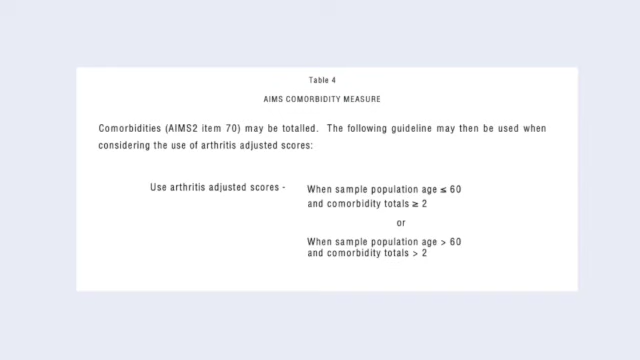 Table 4
AIMS COMORBIDITY MEASURE
Comorbidities (AIMS2 item 70) may be totalled. The following guideline may then be used when
considering the use of arthritis adjusted scores:
Use arthritis adjusted scores - When sample population age ≤ 60
and comorbidity totals ≥ 2
or
When sample population age > 60
and comorbidity totals > 2